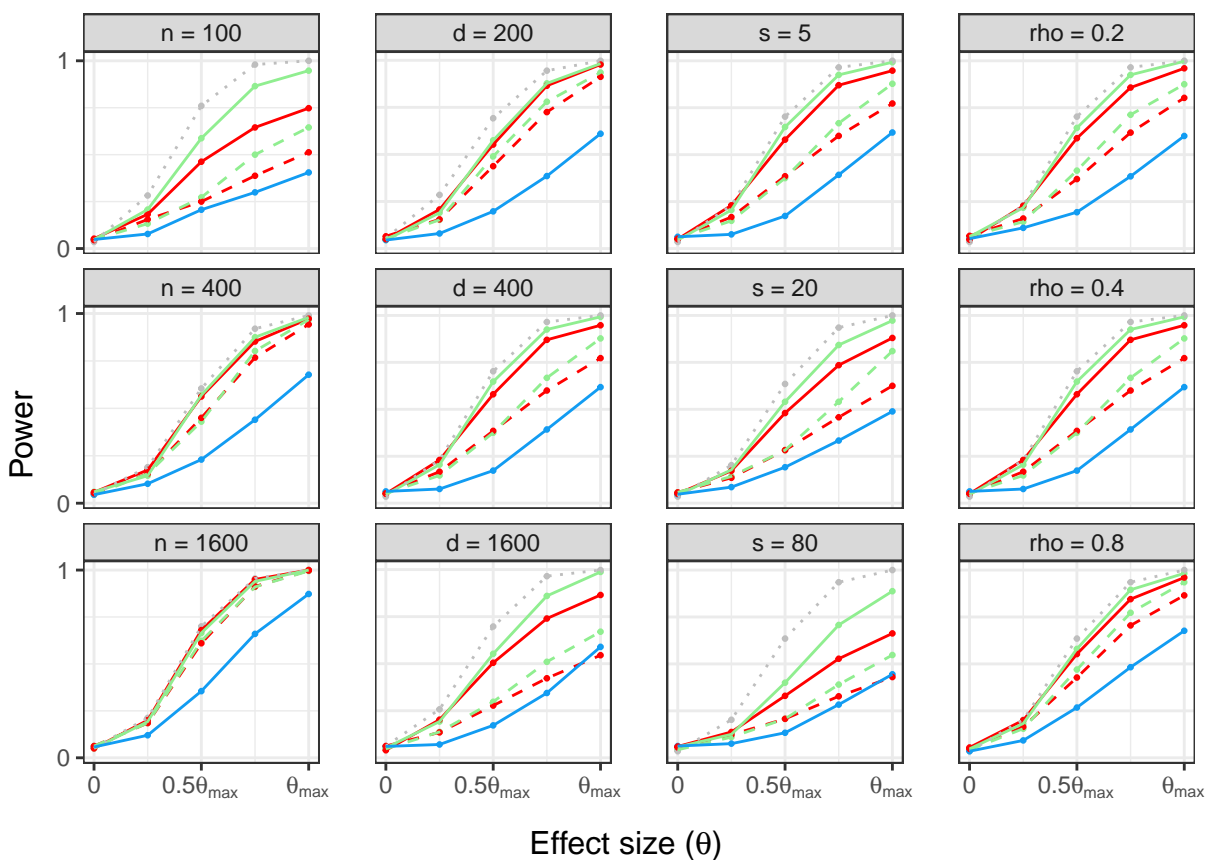 n = 100
d = 200
s = 5
rho = 0.2
1
0
n = 400
d = 400
s = 20
rho = 0.4
1
0
Power
n = 1600
d = 1600
s = 80
rho = 0.8
1
0
0 0.5θmax θmax
0 0.5θmax θmax
0 0.5θmax θmax
0 0.5θmax θmax
Effect size (θ)